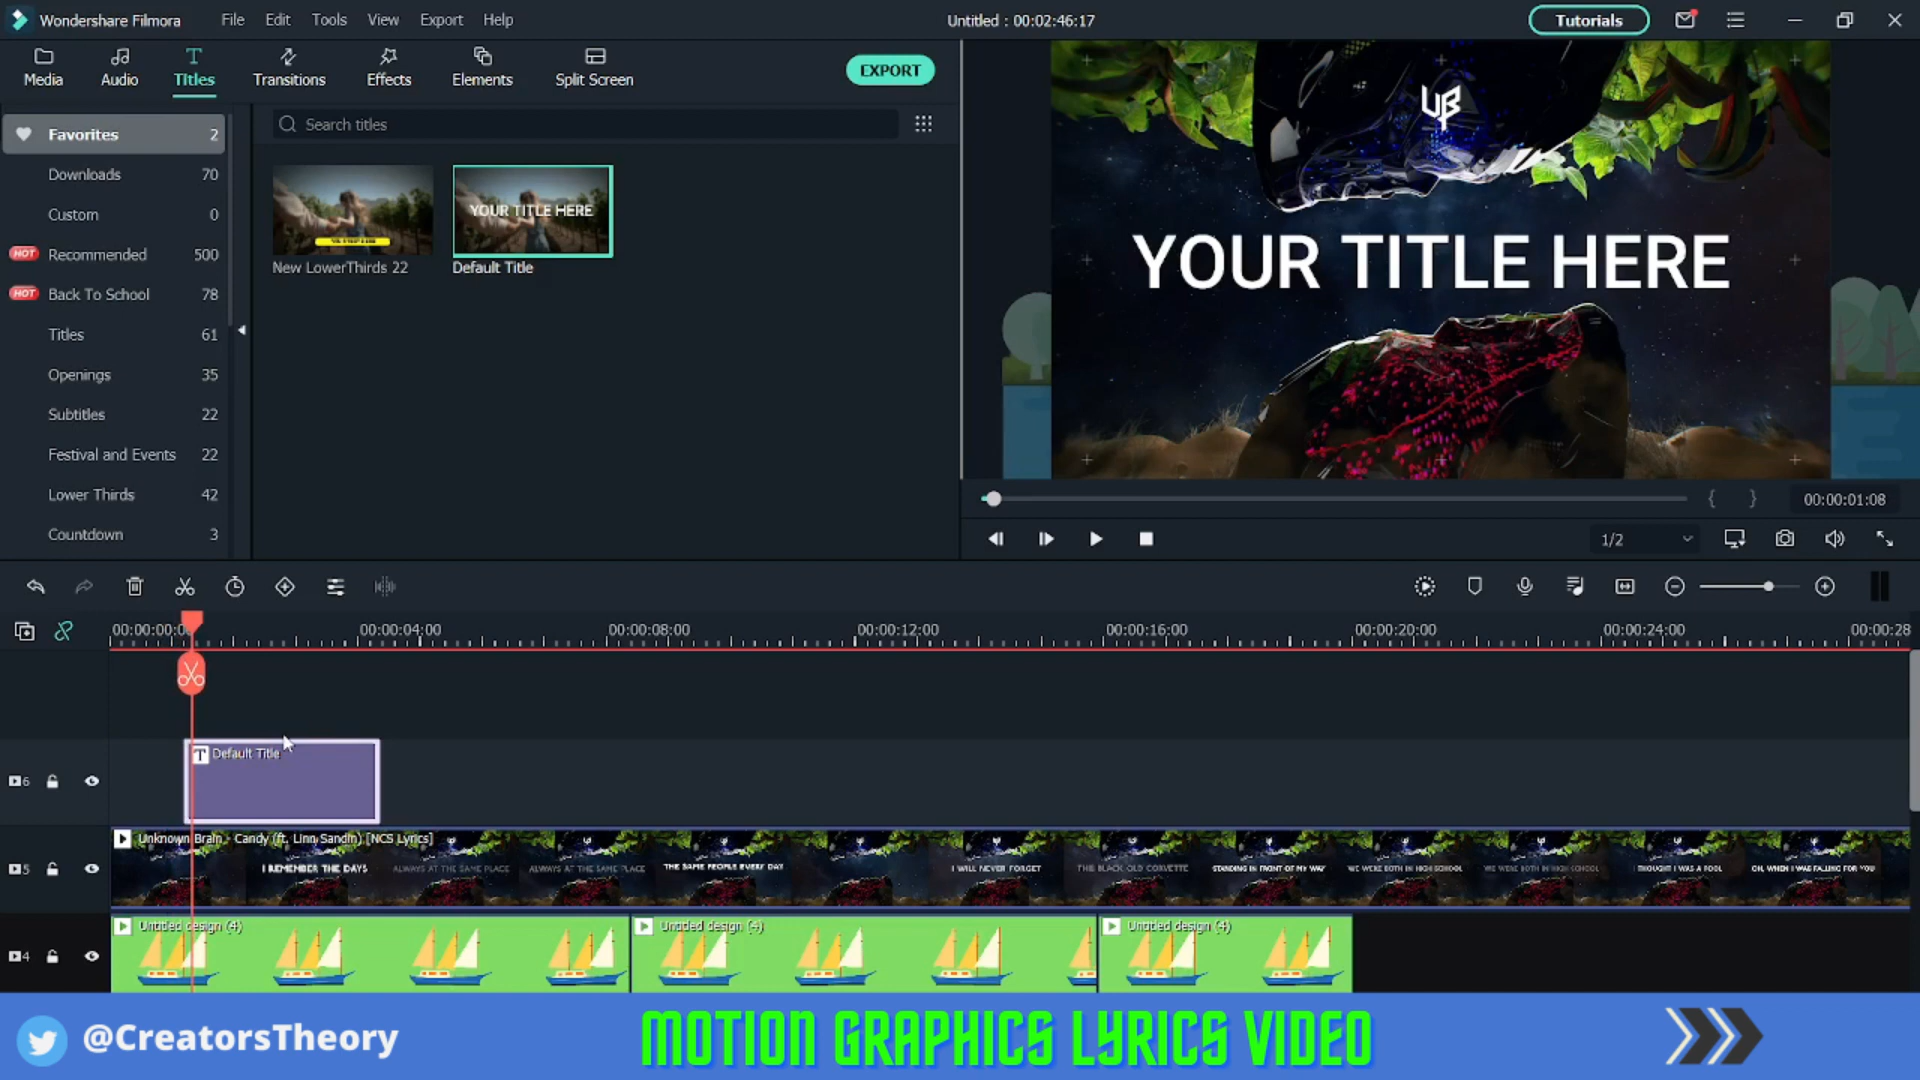 Wondershare Filmora
File Edit Tools View Export Help
Untitled : 00:02:46:17
Tutorials
Media Audio Titles Transitions Effects Elements Split Screen
EXPORT
Favorites 2
Downloads 70
Custom 0
HOT Recommended 500
HOT Back To School 78
Titles 61
Openings 35
Subtitles 22
Festival and Events 22
Lower Thirds 42
Countdown 3
Search titles
YOUR TITLE HERE
New LowerThirds 22
Default Title
YOUR TITLE HERE
00:00:01:08
1/2
00:00:00:0 00:00:04:00 00:00:08:00 00:00:12:00 00:00:16:00 00:00:20:00 00:00:24:00 00:00:28
T Default Title
6
Unknown Brain - Candy (ft. Linn Sandin) [NCS Lyrics]
I REMEMBER THE DAYS ALWAYS AT THE SAME PLACE ALWAYS AT THE SAME PLACE THE SAME PEOPLE EVERY DAY I WILL NEVER FORGET THE BLACK OLD CORVETTE STANDING IN FRONT OF MY WAY WE WERE BOTH IN HIGH SCHOOL WE WERE BOTH IN HIGH SCHOOL THOUGHT I WAS A FOOL OH, WHEN I WAS FALLING FOR YOU
5
Untitled design (4) Untitled design (4) Untitled design (4)
4
@CreatorsTheory
MOTION GRAPHICS LYRICS VIDEO